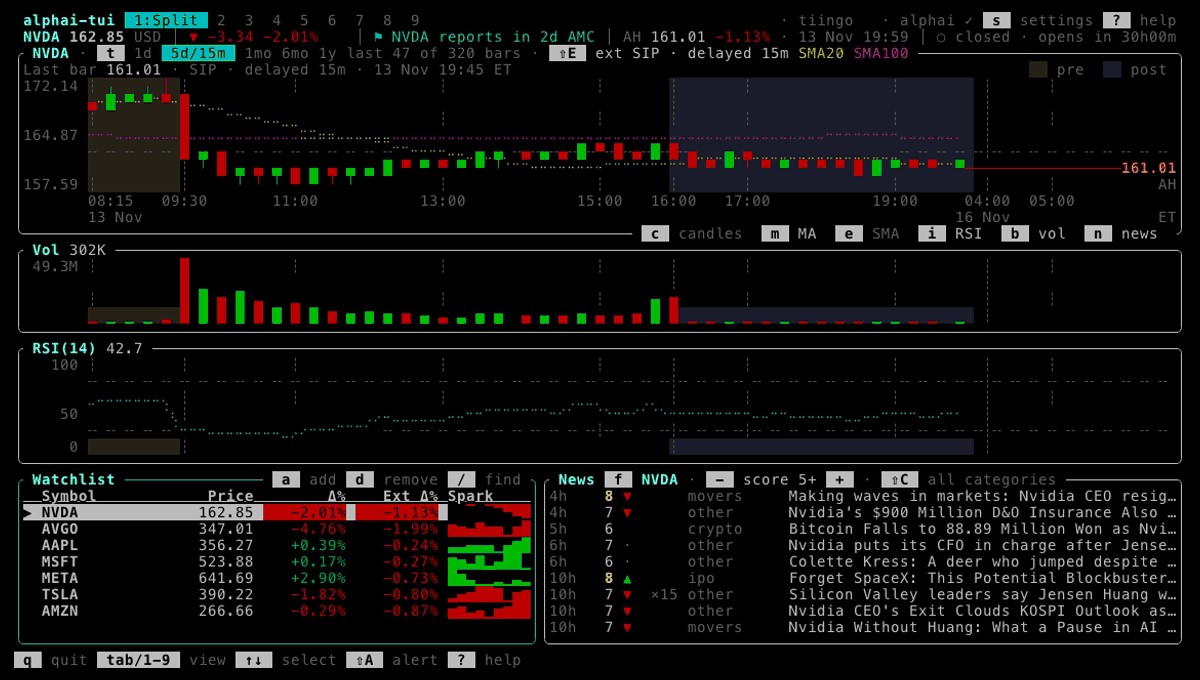 alphai-tui 1:Split 2 3 4 5 6 7 8 9 · tiingo · alphai ✓ s settings ? help
NVDA 162.85 USD │ ▼ -3.34 -2.01% │ ⚑ NVDA reports in 2d AMC │ AH 161.01 -1.13% · 13 Nov 19:59 │ ○ closed · opens in 30h00m
NVDA · t 1d 5d/15m 1mo 6mo 1y last 47 of 320 bars · ⇧E ext SIP · delayed 15m SMA20 SMA100
Last bar 161.01 · SIP · delayed 15m · 13 Nov 19:45 ET pre post
172.14
164.87
161.01
157.59 AH
08:15 09:30 11:00 13:00 15:00 16:00 17:00 19:00 04:00 05:00
13 Nov 16 Nov ET
c candles m MA e SMA i RSI b vol n news
Vol 302K
49.3M
RSI(14) 42.7
100
50
0
Watchlist a add d remove / find
Symbol Price Δ% Ext Δ% Spark
▶ NVDA 162.85 -2.01% -1.13%
AVGO 347.01 -4.76% -1.99%
AAPL 356.27 +0.39% -0.24%
MSFT 523.88 +0.17% -0.27%
META 641.69 +2.90% -0.73%
TSLA 390.22 -1.82% -0.80%
AMZN 266.66 -0.29% -0.87%
News f NVDA · − score 5+ + · ⇧C all categories
4h 8 ▼ movers Making waves in markets: Nvidia CEO resig…
4h 7 ▼ other Nvidia's $900 Million D&O Insurance Also …
5h 6 crypto Bitcoin Falls to 88.89 Million Won as Nvi…
6h 7 · other Nvidia puts its CFO in charge after Jense…
6h 6 · other Colette Kress: A deer who jumped despite …
10h 8 ▲ ipo Forget SpaceX: This Potential Blockbuster…
10h 7 ▼ ×15 other Silicon Valley leaders say Jensen Huang w…
10h 7 ▼ other Nvidia CEO's Exit Clouds KOSPI Outlook as…
10h 7 ▼ movers Nvidia Without Huang: What a Pause in AI …
q quit tab/1-9 view ↑↓ select ⇧A alert ? help